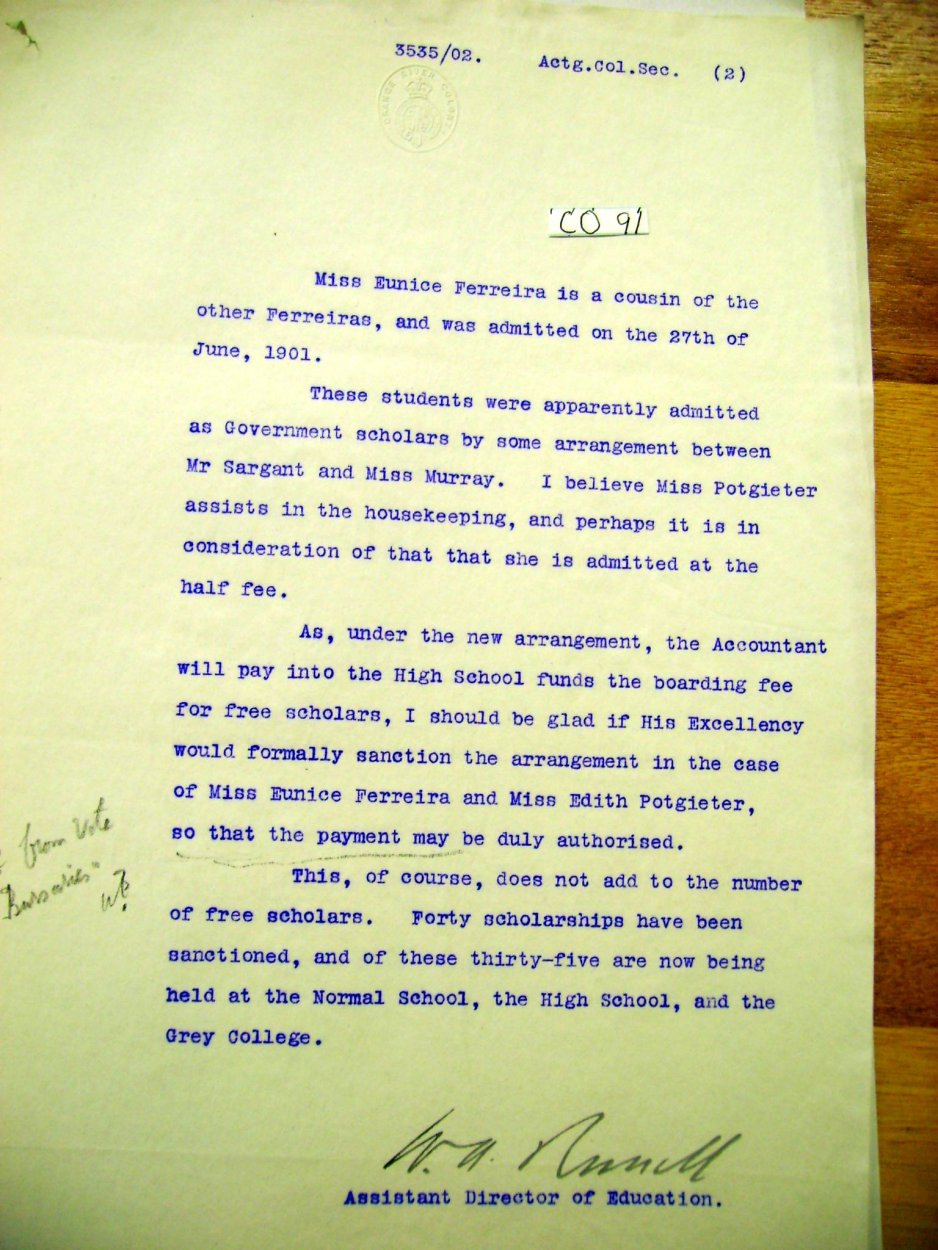 3535/02. Actg.Col.Sec. (2)
ORANGE RIVER COLONY
CO 91
Miss Eunice Ferreira is a cousin of the
other Ferreiras, and was admitted on the 27th of
June, 1901.
These students were apparently admitted
as Government scholars by some arrangement between
Mr Sargant and Miss Murray. I believe Miss Potgieter
assists in the housekeeping, and perhaps it is in
consideration of that that she is admitted at the
half fee.
As, under the new arrangement, the Accountant
will pay into the High School funds the boarding fee
for free scholars, I should be glad if His Excellency
would formally sanction the arrangement in the case
of Miss Eunice Ferreira and Miss Edith Potgieter,
so that the payment may be duly authorised.
from Vote
Bursaries"
This, of course, does not add to the number
of free scholars. Forty scholarships have been
sanctioned, and of these thirty-five are now being
held at the Normal School, the High School, and the
Grey College.
W. A. Russell
Assistant Director of Education.